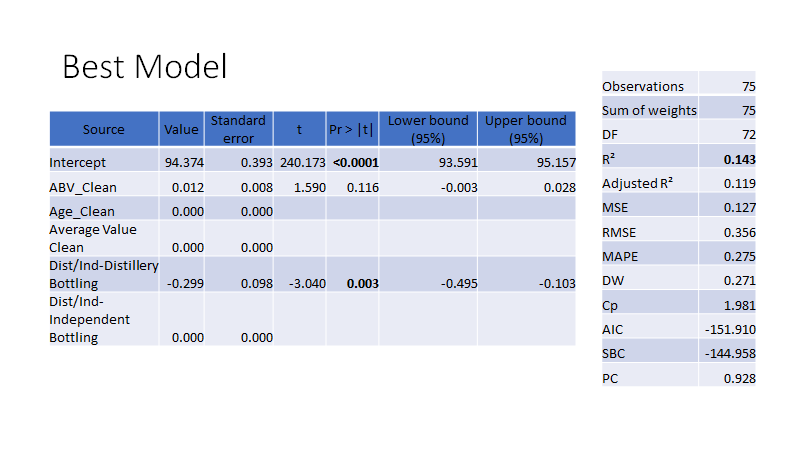 Best Model
Source Value Standard error t Pr > |t| Lower bound (95%) Upper bound (95%)
Intercept 94.374 0.393 240.173 <0.0001 93.591 95.157
ABV_Clean 0.012 0.008 1.590 0.116 -0.003 0.028
Age_Clean 0.000 0.000
Average Value Clean 0.000 0.000
Dist/Ind-Distillery Bottling -0.299 0.098 -3.040 0.003 -0.495 -0.103
Dist/Ind-Independent Bottling 0.000 0.000
Observations 75
Sum of weights 75
DF 72
R² 0.143
Adjusted R² 0.119
MSE 0.127
RMSE 0.356
MAPE 0.275
DW 0.271
Cp 1.981
AIC -151.910
SBC -144.958
PC 0.928